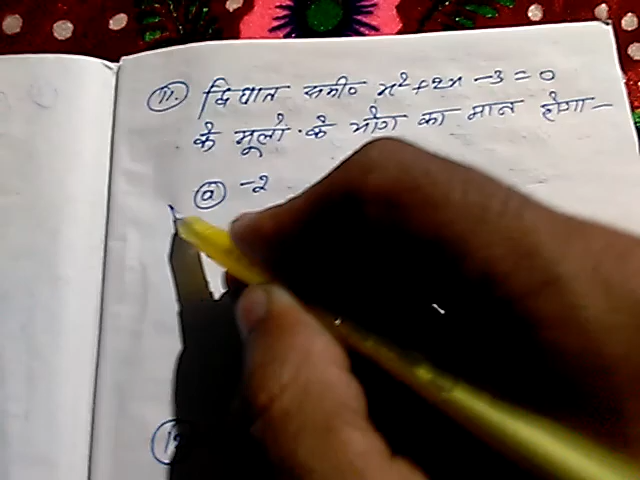 11. द्विघात समी० x² + 2x - 3 = 0
के मूलो के योग का मान होगा -
a -2